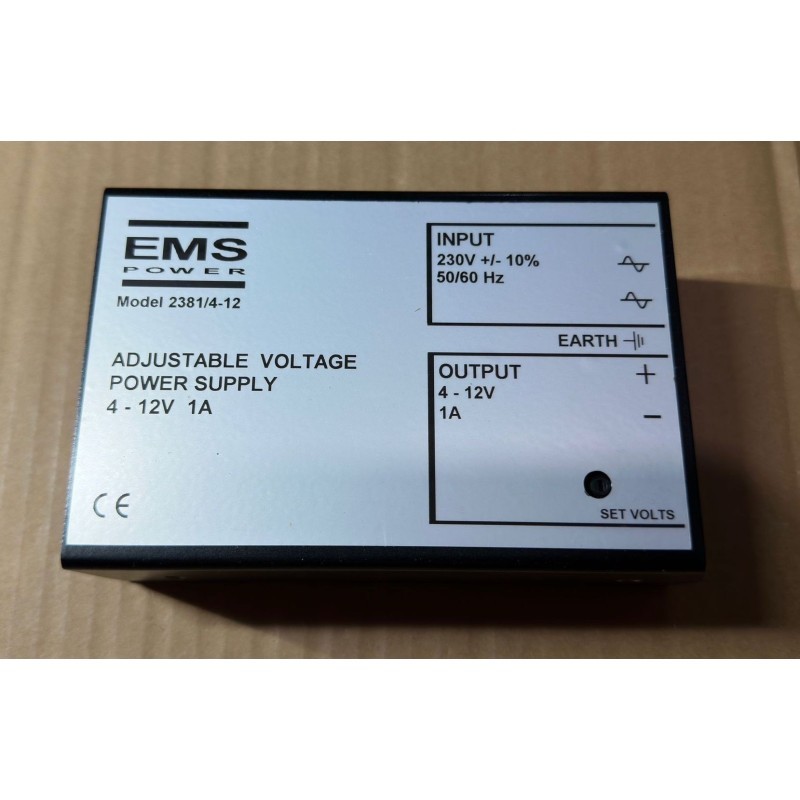 EMS
POWER
Model 2381/4-12
ADJUSTABLE VOLTAGE
POWER SUPPLY
4 - 12V 1A
CE
INPUT
230V +/- 10%
50/60 Hz
EARTH
OUTPUT +
4 - 12V
1A –
SET VOLTS